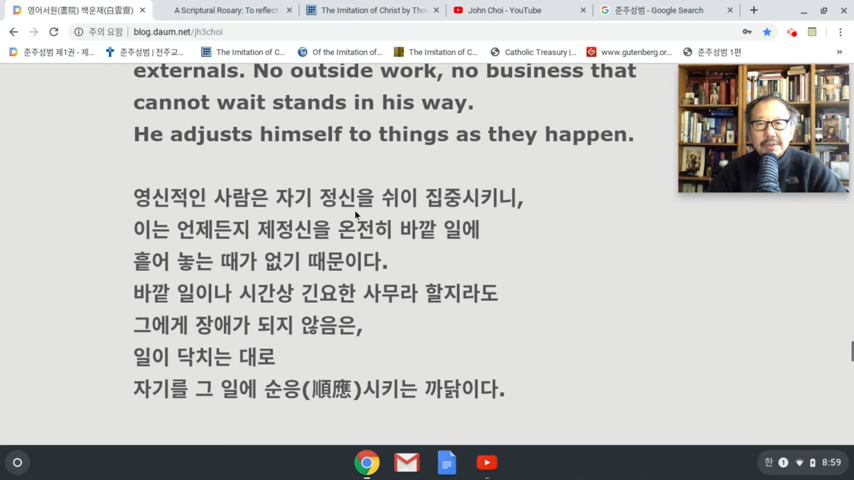 영어서원(書院) 백운재(白雲齋)
A Scriptural Rosary: To reflect
The Imitation of Christ by Tho
John Choi - YouTube
준주성범 - Google Search
주의 요함
blog.daum.net/jh3choi
준주성범 제1권 - 제...
준주성범 | 천주교...
The Imitation of C...
Of the Imitation of...
The Imitation of C...
Catholic Treasury |...
www.gutenberg.or...
준주성범 1편
externals. No outside work, no business that
cannot wait stands in his way.
He adjusts himself to things as they happen.
영신적인 사람은 자기 정신을 쉬이 집중시키니,
이는 언제든지 제정신을 온전히 바깥 일에
흩어 놓는 때가 없기 때문이다.
바깥 일이나 시간상 긴요한 사무라 할지라도
그에게 장애가 되지 않음은,
일이 닥치는 대로
자기를 그 일에 순응(順應)시키는 까닭이다.
한
1
8:59